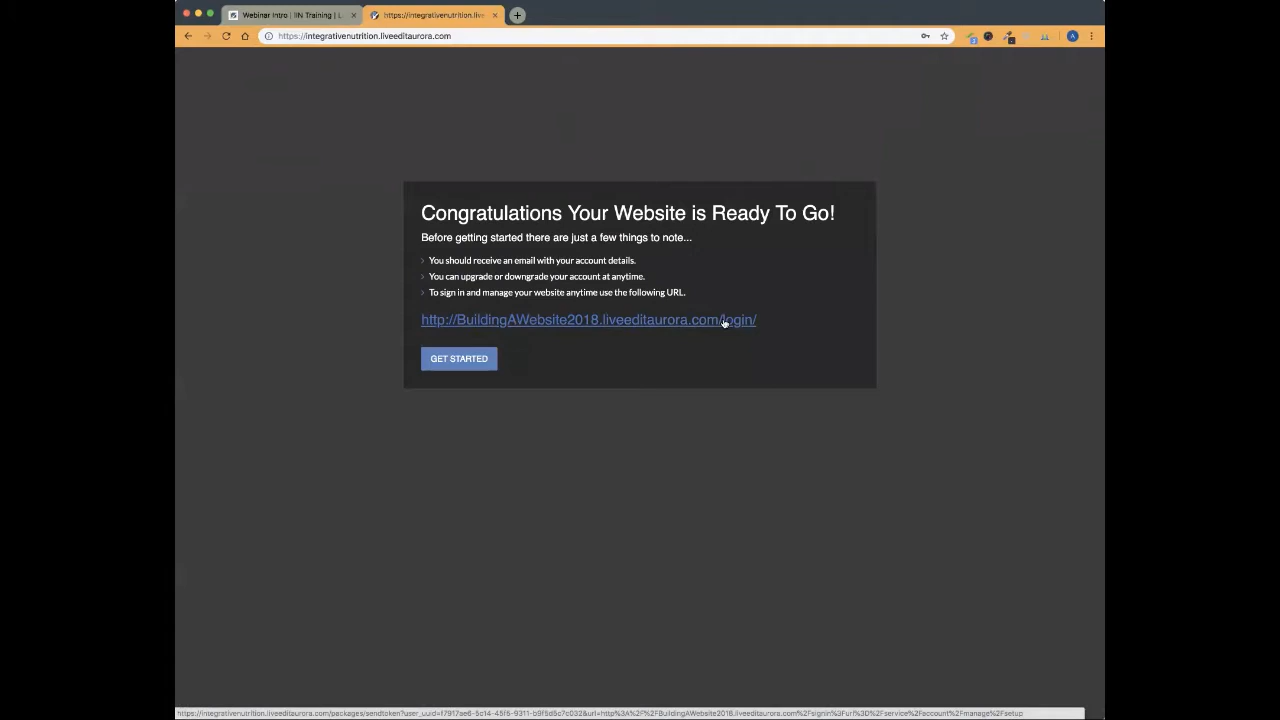 Webinar Intro | IIN Training | L
https://integrativenutrition.live
https://integrativenutrition.liveeditaurora.com
A
Congratulations Your Website is Ready To Go!
Before getting started there are just a few things to note...
You should receive an email with your account details.
You can upgrade or downgrade your account at anytime.
To sign in and manage your website anytime use the following URL.
http://BuildingAWebsite2018.liveeditaurora.com/login/
GET STARTED